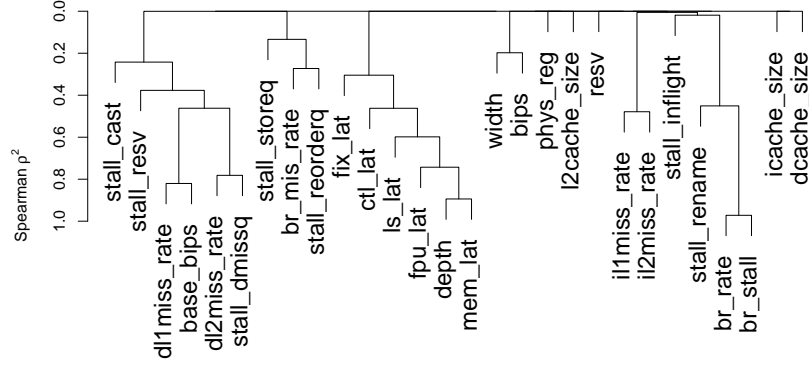 Spearman ρ²
0.0
0.2
0.4
0.6
0.8
1.0
stall_cast
stall_resv
dl1miss_rate
base_bips
dl2miss_rate
stall_dmissq
stall_storeq
br_mis_rate
stall_reorderq
fix_lat
ctl_lat
ls_lat
fpu_lat
depth
mem_lat
width
bips
phys_reg
l2cache_size
resv
il1miss_rate
il2miss_rate
stall_inflight
stall_rename
br_rate
br_stall
icache_size
dcache_size